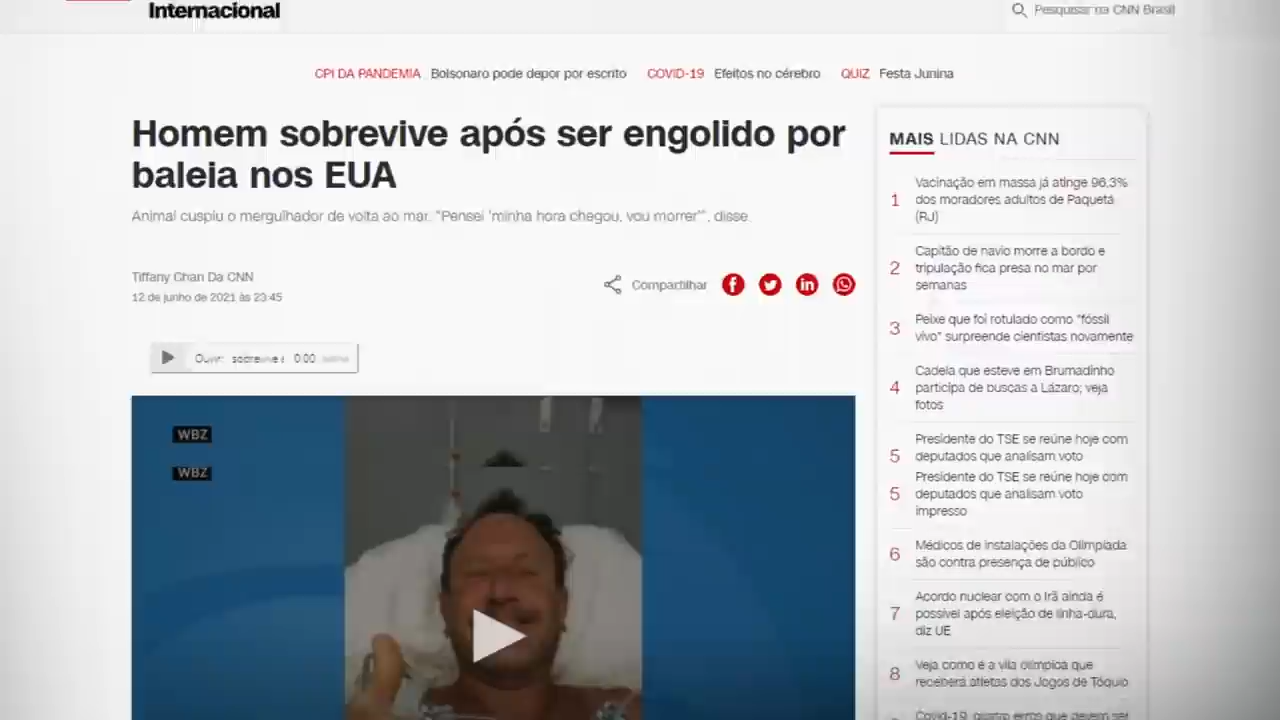 Internacional
Pesquisar na CNN Brasil
CPI DA PANDEMIA Bolsonaro pode depor por escrito COVID-19 Efeitos no cérebro QUIZ Festa Junina
Homem sobrevive após ser engolido por
baleia nos EUA
Animal cuspiu o mergulhador de volta ao mar. "Pensei 'minha hora chegou, vou morrer'", disse.
Tiffany Chan Da CNN
12 de junho de 2021 às 23:45
Compartilhar
Ouvir: sobrevive 0:00
WBZ
WBZ
MAIS LIDAS NA CNN
1 Vacinação em massa já atinge 96,3%
dos moradores adultos de Paquetá
(RJ)
2 Capitão de navio morre a bordo e
tripulação fica presa no mar por
semanas
3 Peixe que foi rotulado como "fóssil
vivo" surpreende cientistas novamente
4 Cadela que esteve em Brumadinho
participa de buscas a Lázaro; veja
fotos
5 Presidente do TSE se reúne hoje com
deputados que analisam voto
5 Presidente do TSE se reúne hoje com
deputados que analisam voto
impresso
6 Médicos de instalações da Olimpíada
são contra presença de público
7 Acordo nuclear com o Irã ainda é
possível após eleição de linha-dura,
diz UE
8 Veja como é a vila olímpica que
receberá atletas dos Jogos de Tóquio
Covid-19: quatro erros que devem ser